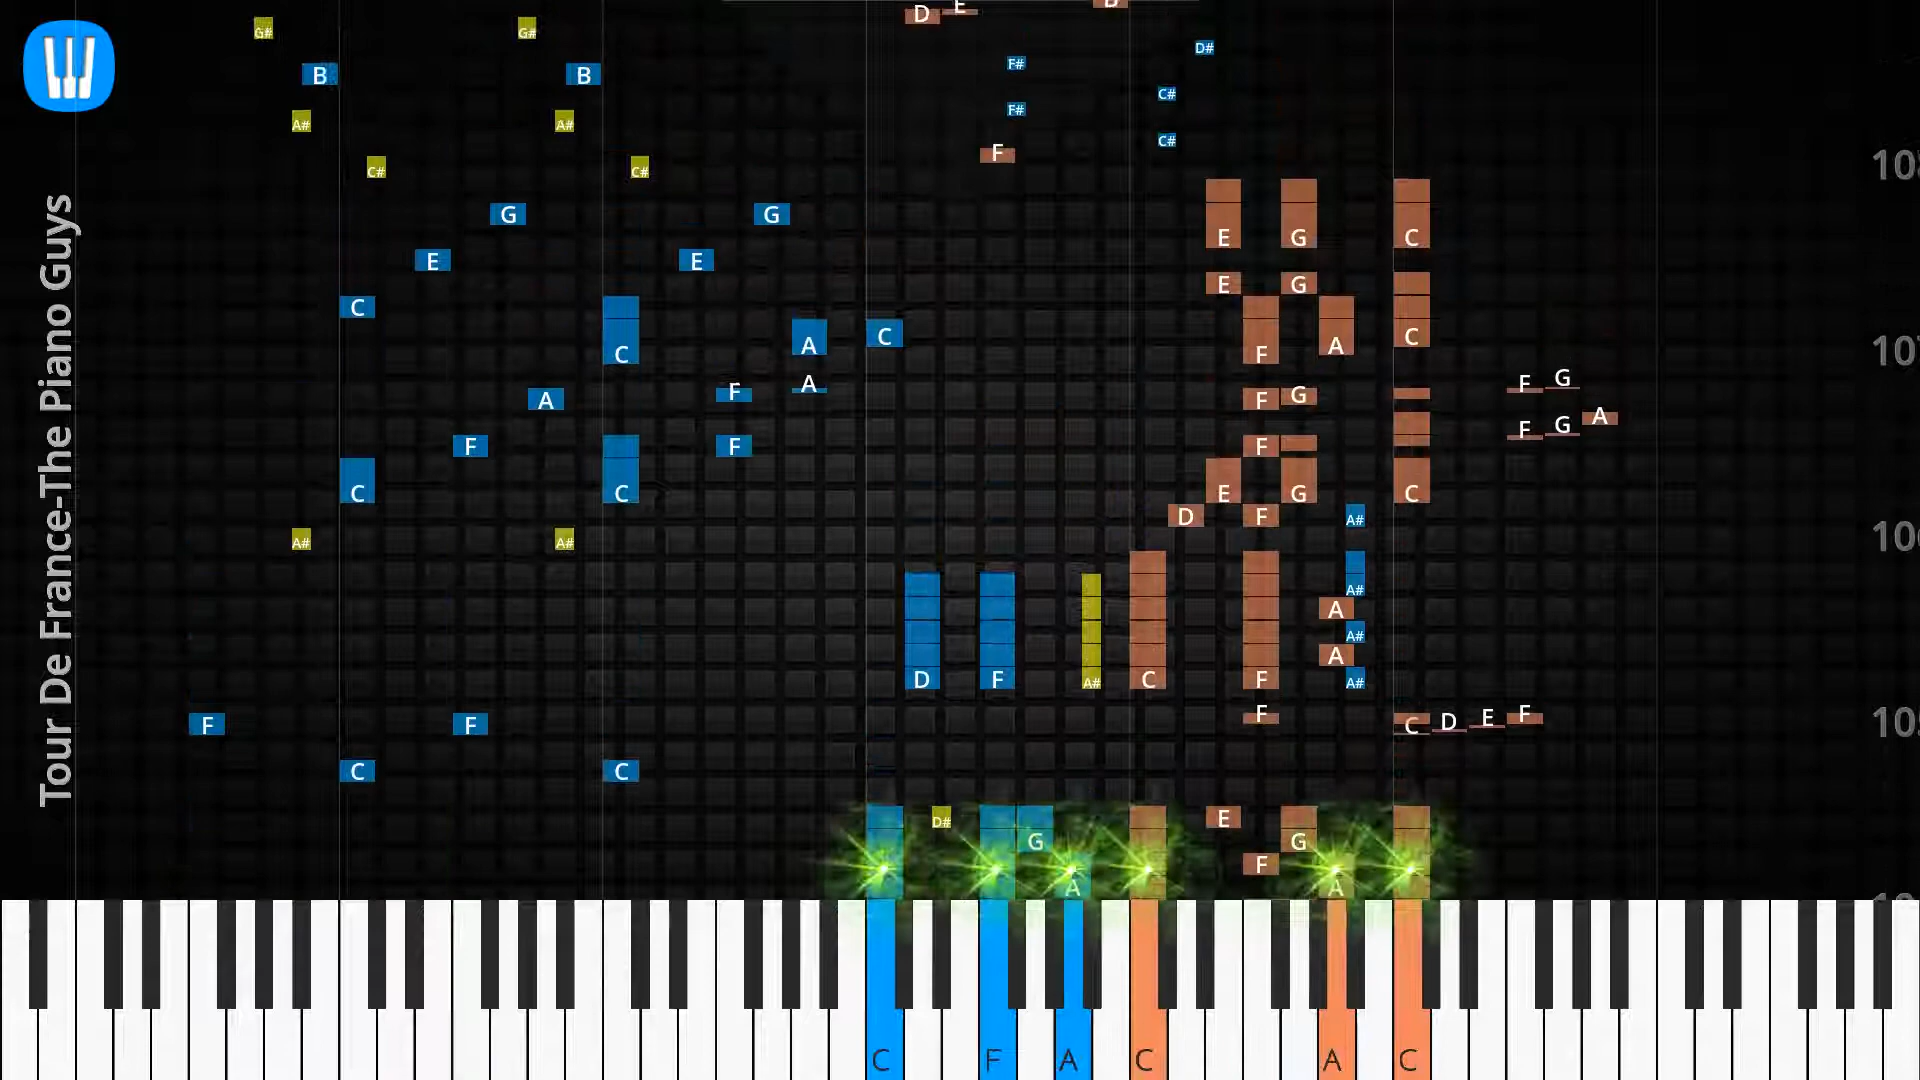 Tour De France-The Piano Guys
D E B
G# G#
D#
F#
B B
C#
F#
A# A#
C#
F
C# C#
G G
E G C
E E
E G
C
A C C
C F A
F G
A
F F G
A
F G
A
F F
F
F G
C C
E G C
D F A#
A# A#
A#
A
A#
A
D F A# C F A#
F
F F
C D E F
C C
D# E
G G
F
A A
C F A C A C